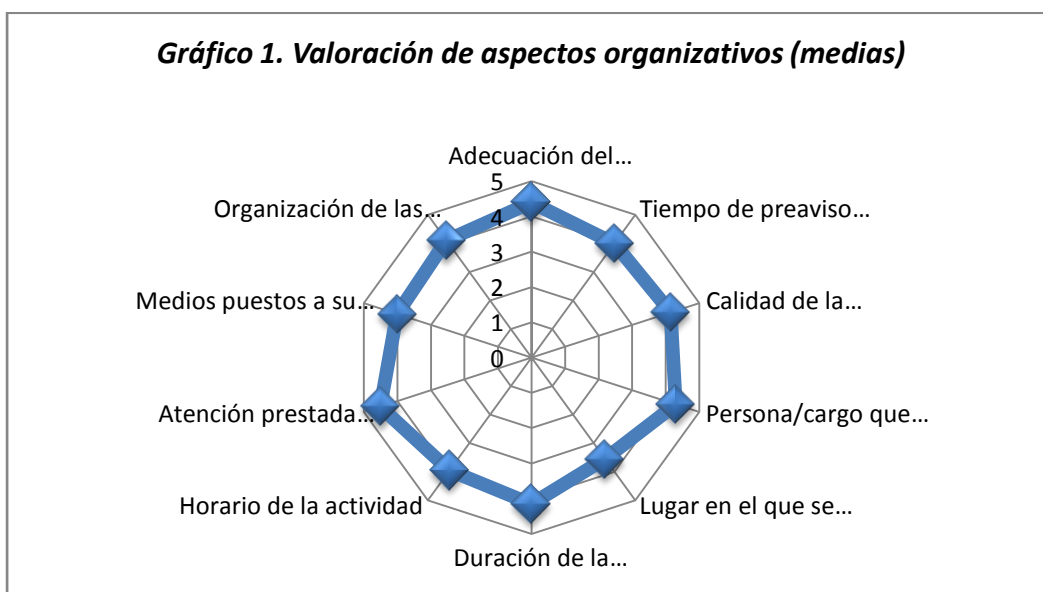 Gráfico 1. Valoración de aspectos organizativos (medias)
Adecuación del…
Tiempo de preaviso…
Calidad de la…
Persona/cargo que…
Lugar en el que se…
Duración de la…
Horario de la actividad
Atención prestada…
Medios puestos a su…
Organización de las…
5
4
3
2
1
0